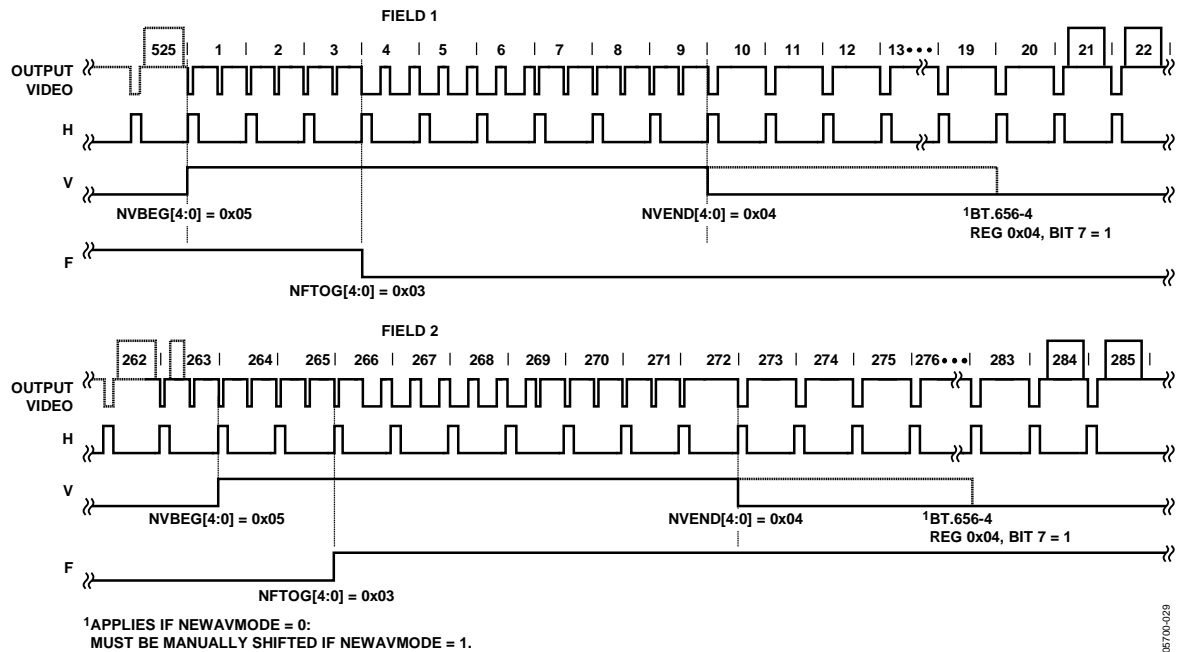 FIELD 1
525 1 2 3 4 5 6 7 8 9 10 11 12 13••• 19 20 21 22
OUTPUT
VIDEO
H
V
NVBEG[4:0] = 0x05
NVEND[4:0] = 0x04
1BT.656-4
REG 0x04, BIT 7 = 1
F
NFTOG[4:0] = 0x03
FIELD 2
262 263 264 265 266 267 268 269 270 271 272 273 274 275 276••• 283 284 285
OUTPUT
VIDEO
H
V
NVBEG[4:0] = 0x05
NVEND[4:0] = 0x04
1BT.656-4
REG 0x04, BIT 7 = 1
F
NFTOG[4:0] = 0x03
1APPLIES IF NEWAVMODE = 0:
MUST BE MANUALLY SHIFTED IF NEWAVMODE = 1.
05700-029